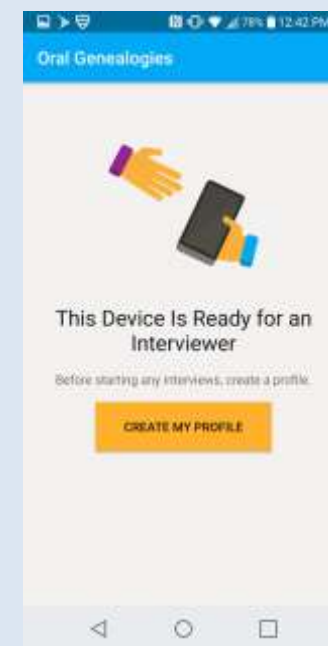 78% 12:42 PM
Oral Genealogies
This Device Is Ready for an
Interviewer
Before starting any interviews, create a profile.
CREATE MY PROFILE